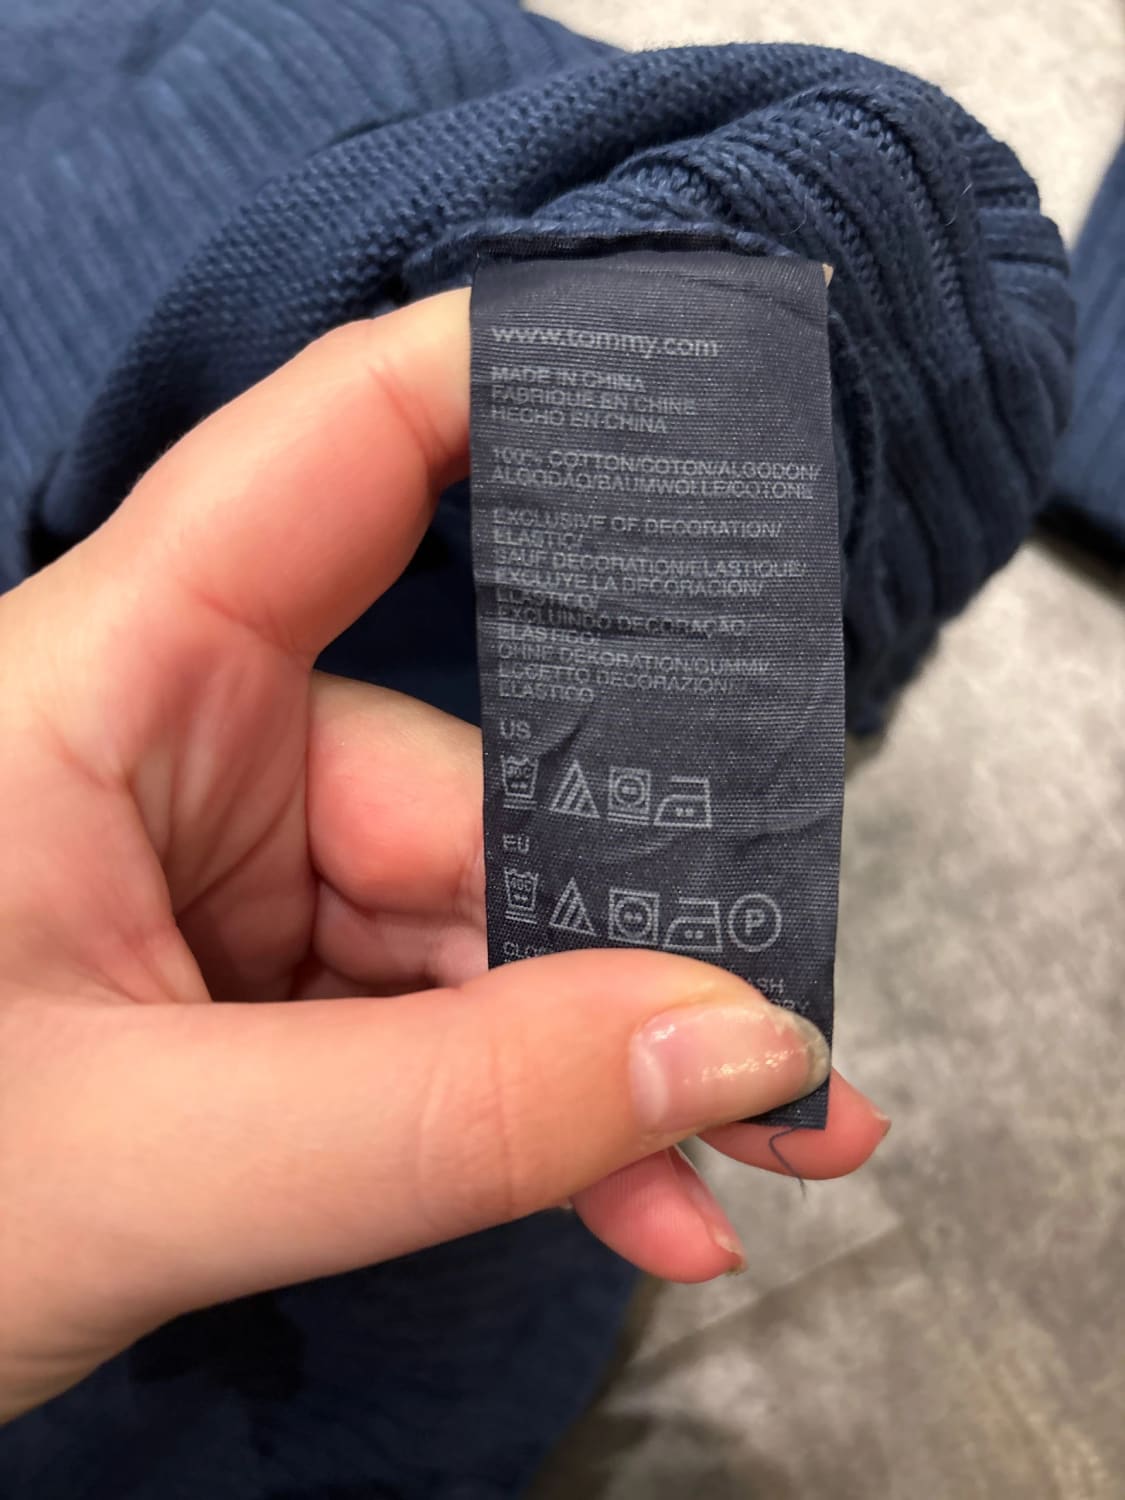 www.tommy.com
MADE IN CHINA
FABRIQUE EN CHINE
HECHO EN CHINA
100% COTTON/COTON/ALGODON/
ALGODÃO/BAUMWOLLE/COTONE
EXCLUSIVE OF DECORATION/
ELASTIC/
SAUF DECORATION/ELASTIQUE/
EXCLUYE LA DECORACION/
ELASTICO/
EXCLUINDO DECORAÇAO/
ELASTICO/
OHNE DEKORATION/GUMMI/
ECCETTO DECORAZIONI/
ELASTICO
US
EU
P